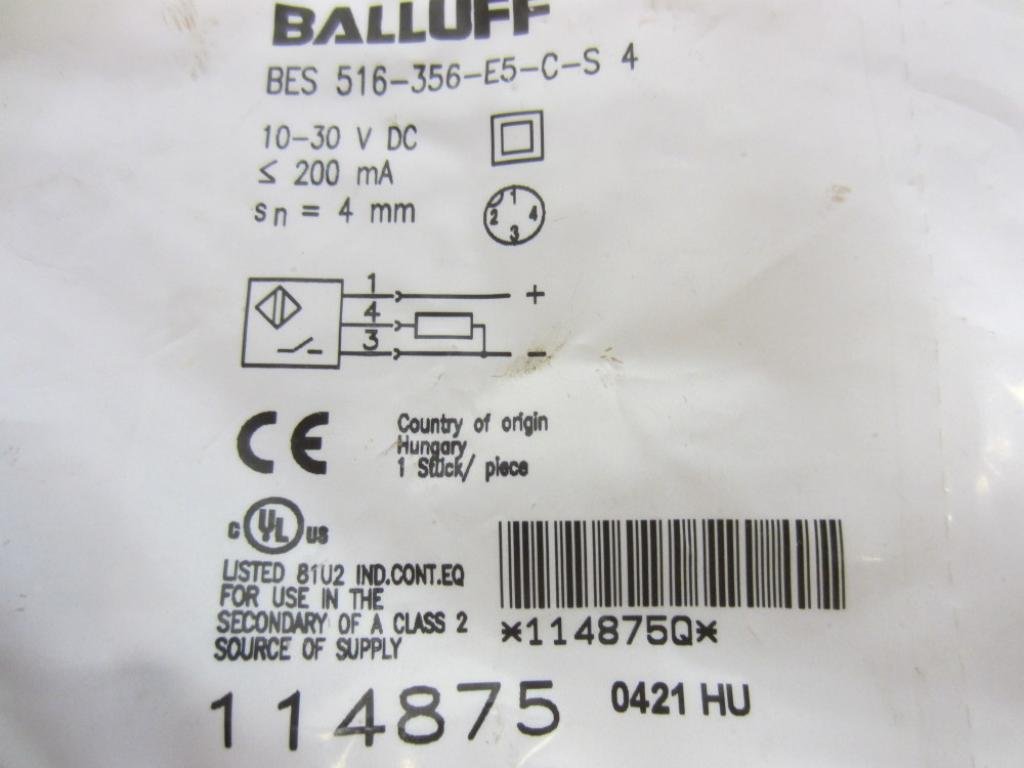 BALLUFF
BES 516-356-E5-C-S 4
10-30 V DC
≤ 200 mA
sn = 4 mm
1
2 4
3
1 +
4
3 −
CE
Country of origin
Hungary
1 Stück/ piece
c UL us
LISTED 81U2 IND.CONT.EQ
FOR USE IN THE
SECONDARY OF A CLASS 2
SOURCE OF SUPPLY
*114875Q*
114875 0421 HU